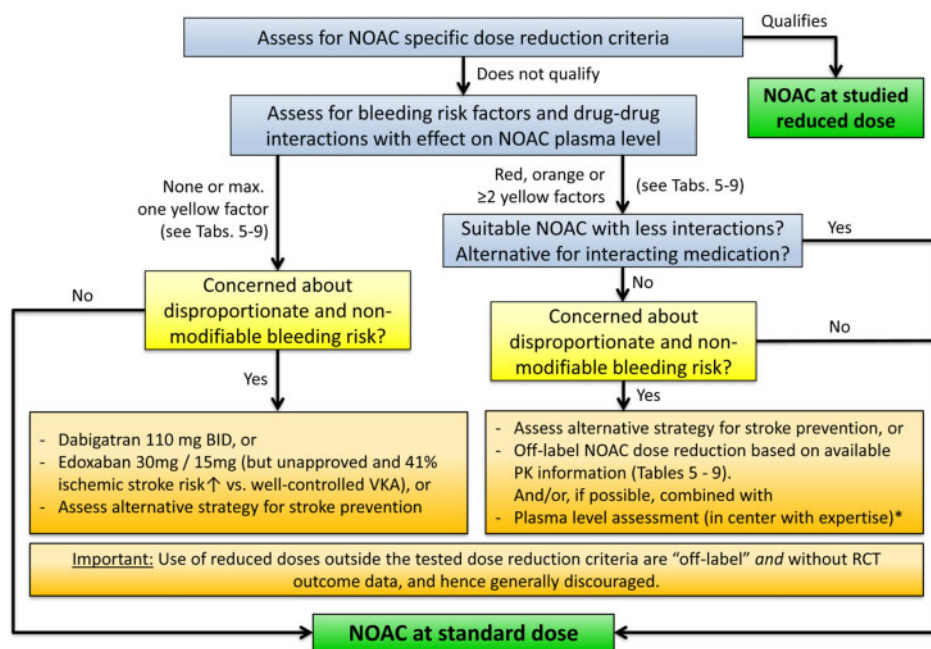 Assess for NOAC specific dose reduction criteria
Qualifies
Does not qualify
NOAC at studied
reduced dose
Assess for bleeding risk factors and drug-drug
interactions with effect on NOAC plasma level
None or max.
one yellow factor
(see Tabs. 5-9)
Red, orange or
≥2 yellow factors
(see Tabs. 5-9)
Suitable NOAC with less interactions?
Alternative for interacting medication?
Yes
No
No
Concerned about
disproportionate and non-
modifiable bleeding risk?
Concerned about
disproportionate and non-
modifiable bleeding risk?
No
Yes
Yes
- Dabigatran 110 mg BID, or
- Edoxaban 30mg / 15mg (but unapproved and 41%
ischemic stroke risk↑ vs. well-controlled VKA), or
- Assess alternative strategy for stroke prevention
- Assess alternative strategy for stroke prevention, or
- Off-label NOAC dose reduction based on available
PK information (Tables 5 - 9).
And/or, if possible, combined with
- Plasma level assessment (in center with expertise)*
Important: Use of reduced doses outside the tested dose reduction criteria are “off-label” and without RCT
outcome data, and hence generally discouraged.
NOAC at standard dose